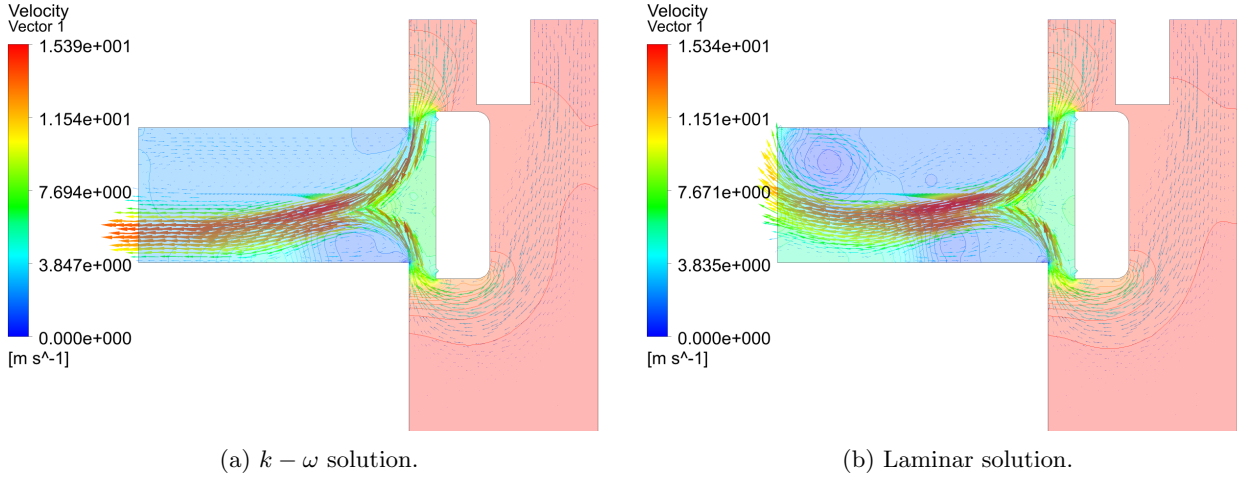 Velocity
Vector 1
1.539e+001
1.154e+001
7.694e+000
3.847e+000
0.000e+000
[m s^-1]
(a) k − ω solution.
Velocity
Vector 1
1.534e+001
1.151e+001
7.671e+000
3.835e+000
0.000e+000
[m s^-1]
(b) Laminar solution.